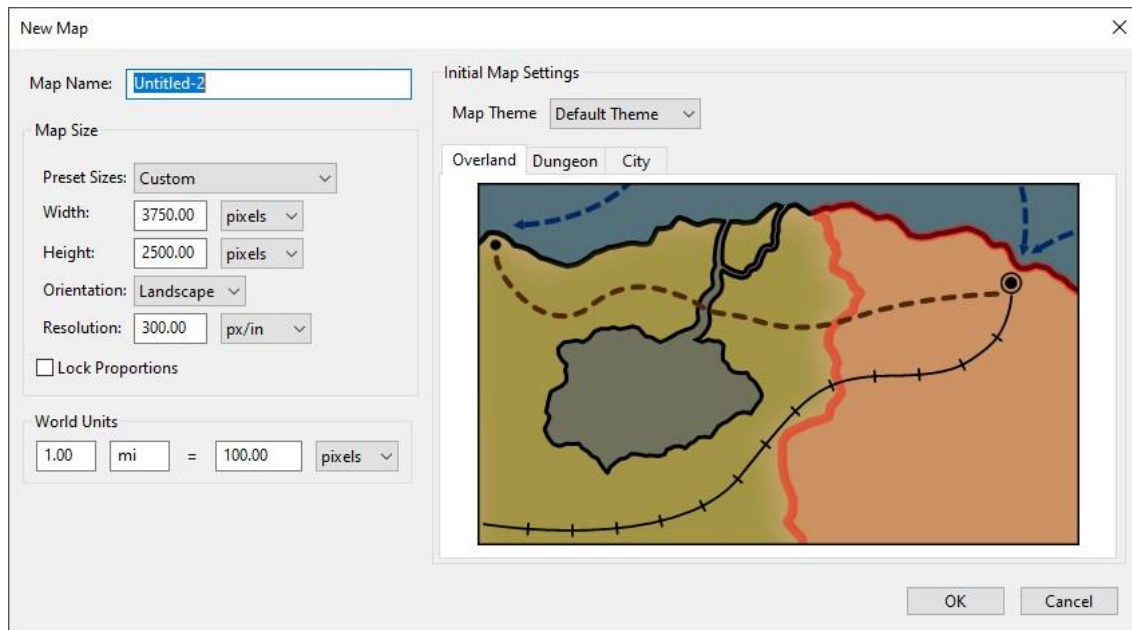 New Map
Map Name: Untitled-2
Map Size
Preset Sizes: Custom
Width: 3750.00 pixels
Height: 2500.00 pixels
Orientation: Landscape
Resolution: 300.00 px/in
Lock Proportions
World Units
1.00 mi = 100.00 pixels
Initial Map Settings
Map Theme Default Theme
Overland Dungeon City
OK Cancel